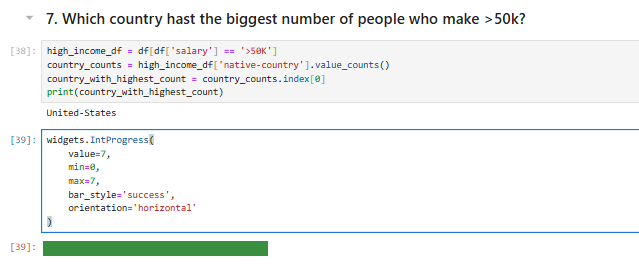 7. Which country hast the biggest number of people who make >50k?
[38]: high_income_df = df[df['salary'] == '>50K']
country_counts = high_income_df['native-country'].value_counts()
country_with_highest_count = country_counts.index[0]
print(country_with_highest_count)
United-States
[39]: widgets.IntProgress(
value=7,
min=0,
max=7,
bar_style='success',
orientation='horizontal'
)
[39]: